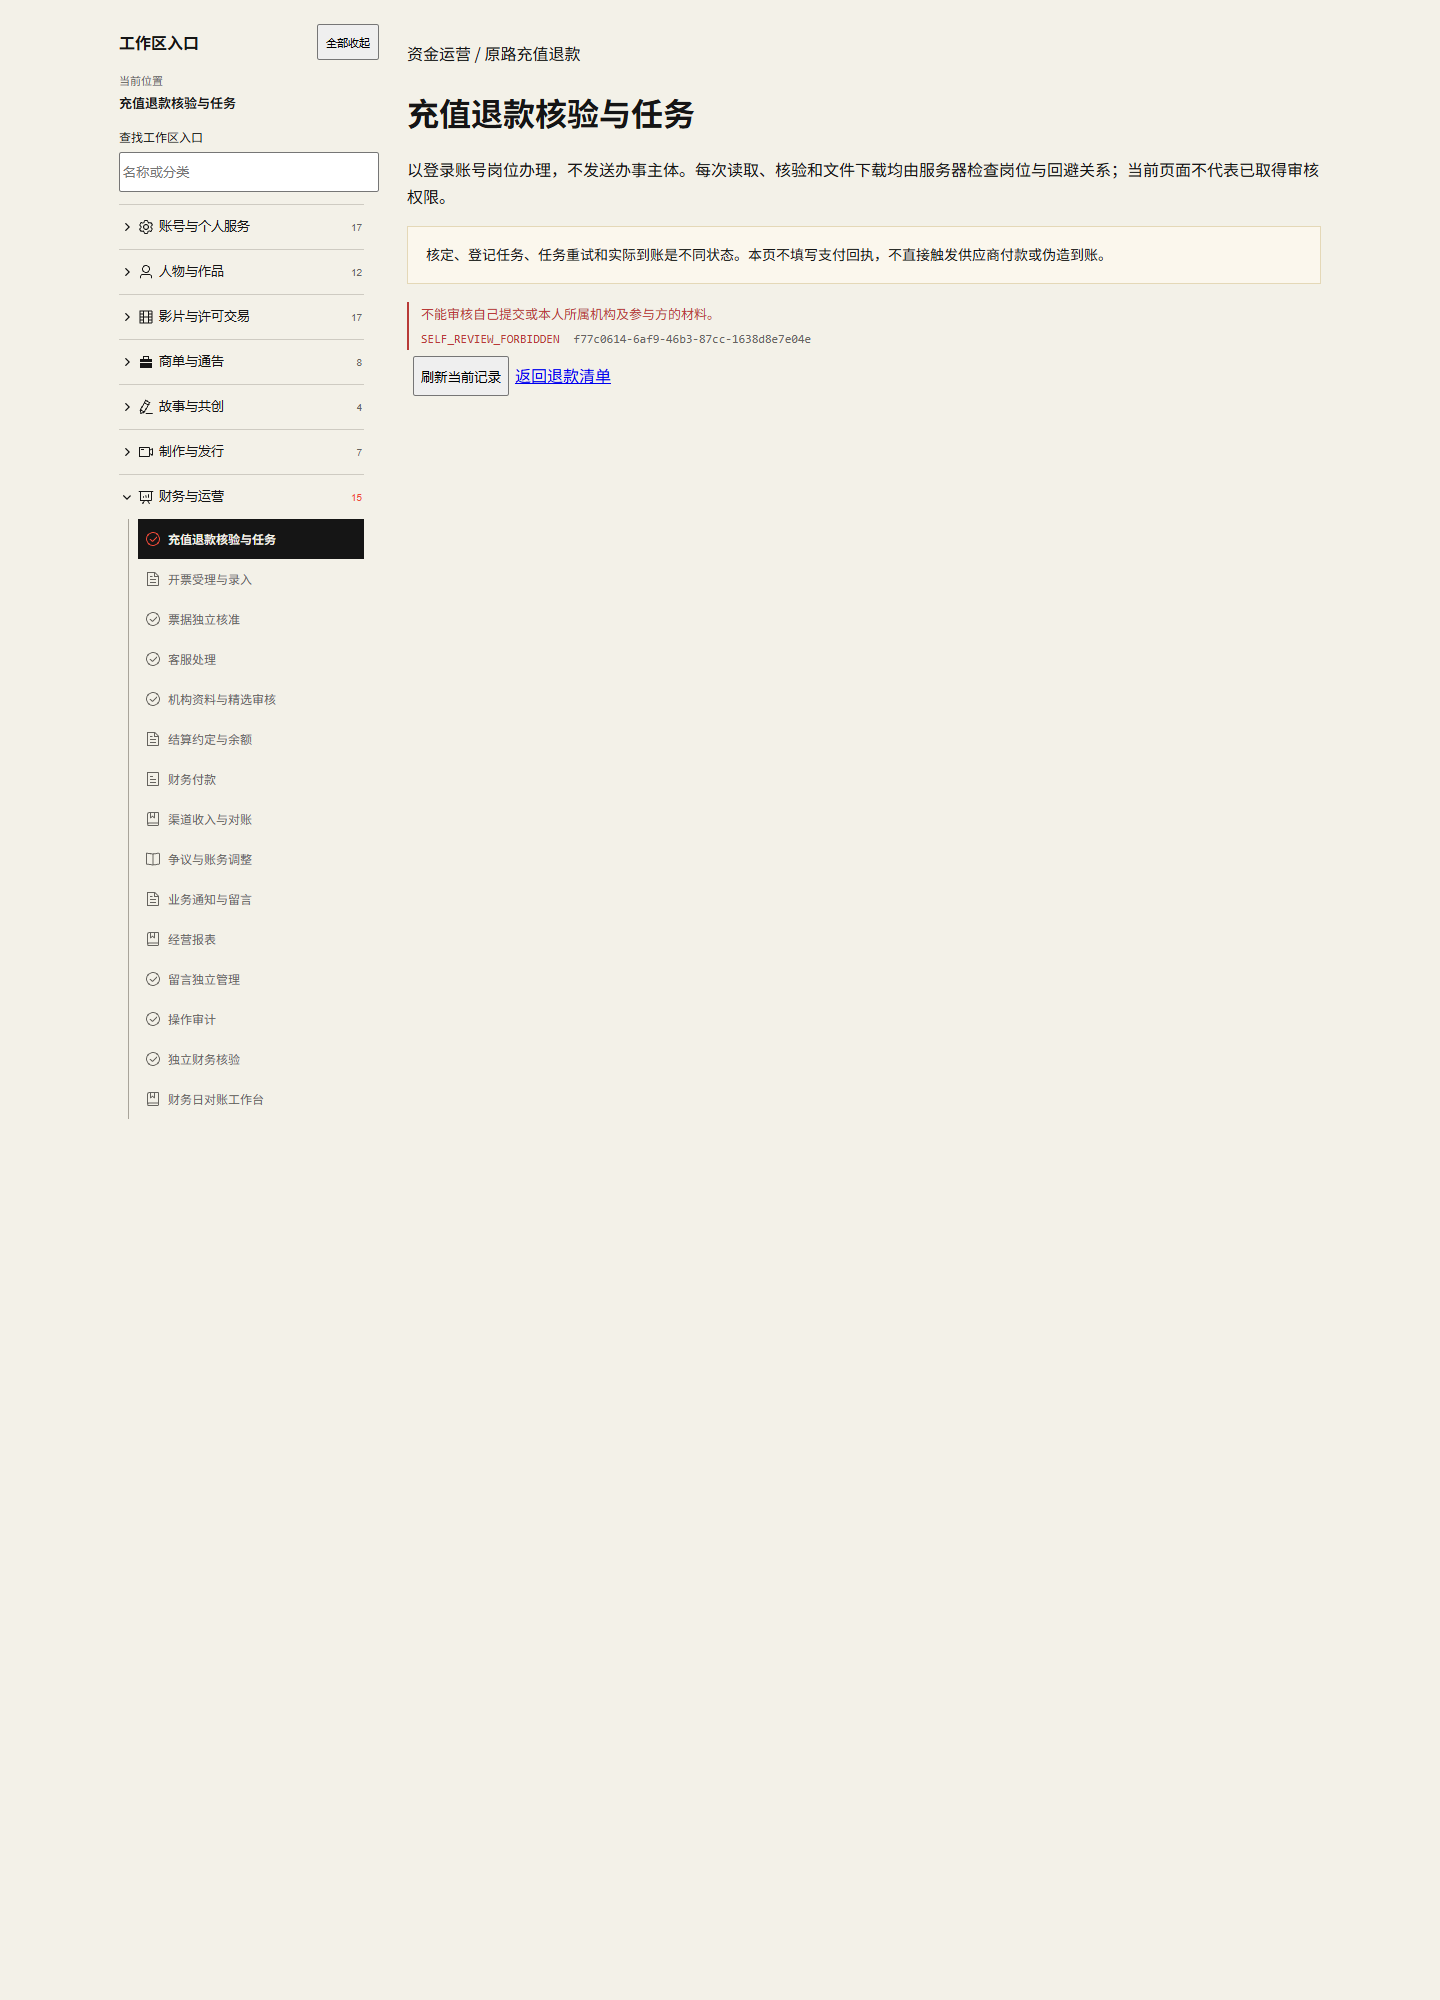 工作区入口
全部收起
当前位置
充值退款核验与任务
查找工作区入口
名称或分类
账号与个人服务 17
人物与作品 12
影片与许可交易 17
商单与通告 8
故事与共创 4
制作与发行 7
财务与运营 15
充值退款核验与任务
开票受理与录入
票据独立核准
客服处理
机构资料与精选审核
结算约定与余额
财务付款
渠道收入与对账
争议与账务调整
业务通知与留言
经营报表
留言独立管理
操作审计
独立财务核验
财务日对账工作台
资金运营 / 原路充值退款
充值退款核验与任务
以登录账号岗位办理，不发送办事主体。每次读取、核验和文件下载均由服务器检查岗位与回避关系；当前页面不代表已取得审核
权限。
核定、登记任务、任务重试和实际到账是不同状态。本页不填写支付回执，不直接触发供应商付款或伪造到账。
不能审核自己提交或本人所属机构及参与方的材料。
SELF_REVIEW_FORBIDDEN f77c0614-6af9-46b3-87cc-1638d8e7e04e
刷新当前记录 返回退款清单